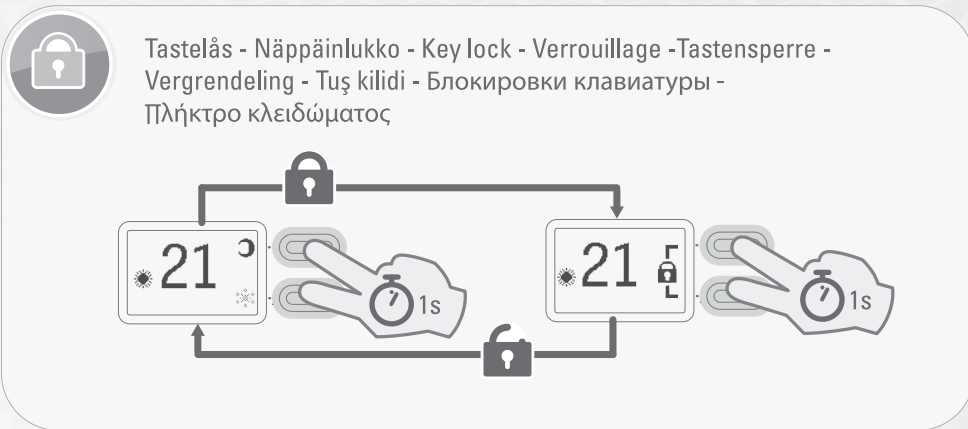 Tastelås - Näppäinlukko - Key lock - Verrouillage -Tastensperre -
Vergrendeling - Tuş kilidi - Блокировки клавиатуры -
Πλήκτρο κλειδώματος
21
1s
21
1s